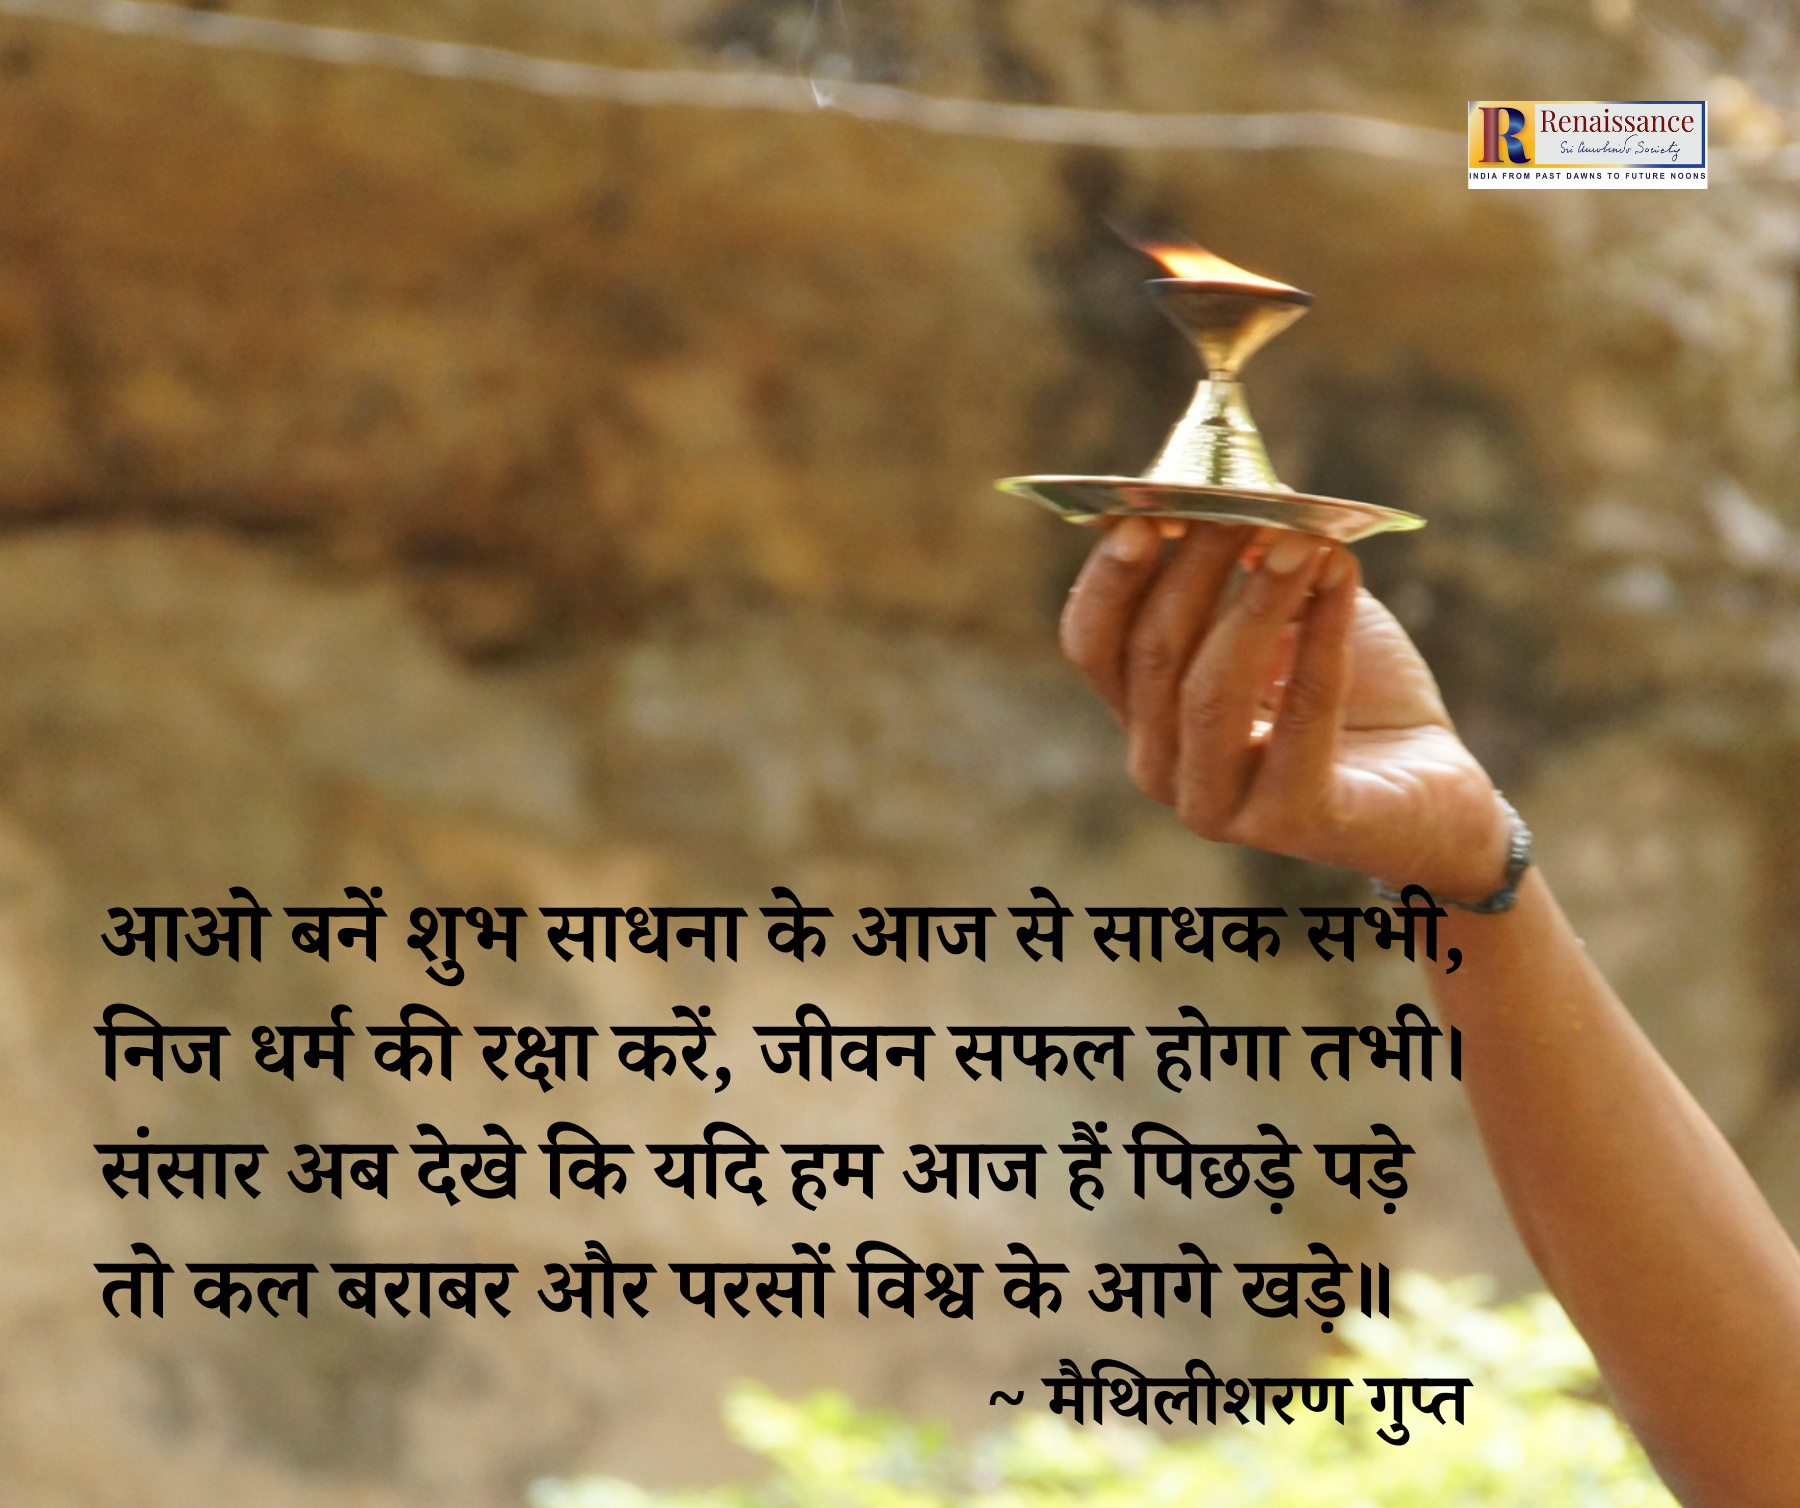 Renaissance
Sri Aurobindo Society
INDIA FROM PAST DAWNS TO FUTURE NOONS
आओ बनें शुभ साधना के आज से साधक सभी,
निज धर्म की रक्षा करें, जीवन सफल होगा तभी।
संसार अब देखे कि यदि हम आज हैं पिछड़े पड़े
तो कल बराबर और परसों विश्व के आगे खड़े॥
~ मैथिलीशरण गुप्त